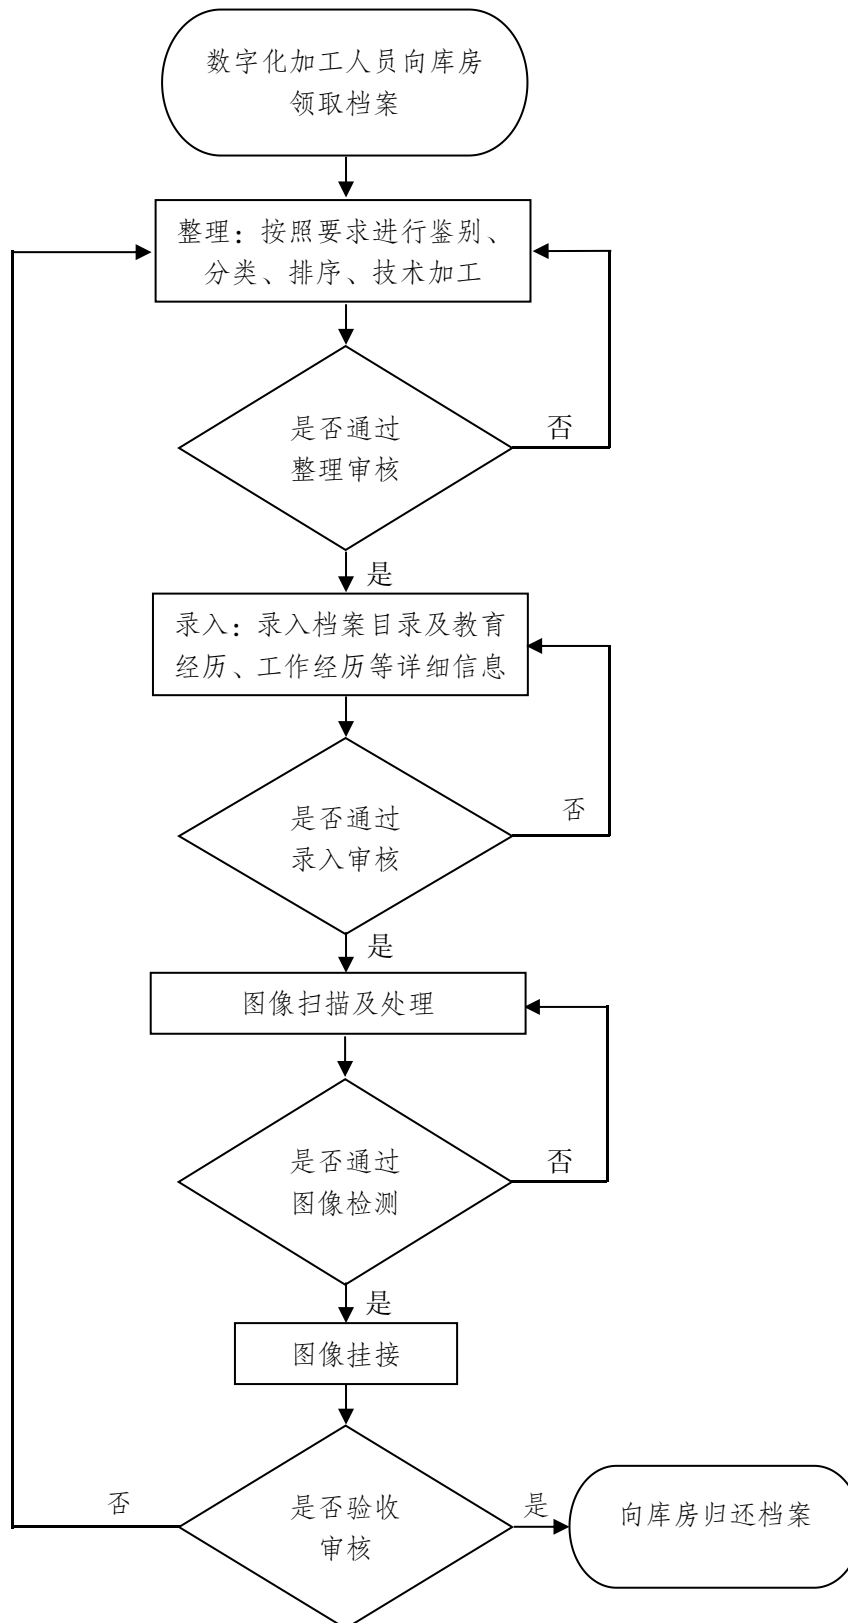 数字化加工人员向库房
领取档案
整理：按照要求进行鉴别、
分类、排序、技术加工
是否通过
整理审核
否
是
录入：录入档案目录及教育
经历、工作经历等详细信息
是否通过
录入审核
否
是
图像扫描及处理
是否通过
图像检测
否
是
图像挂接
是否验收
审核
否
是
向库房归还档案